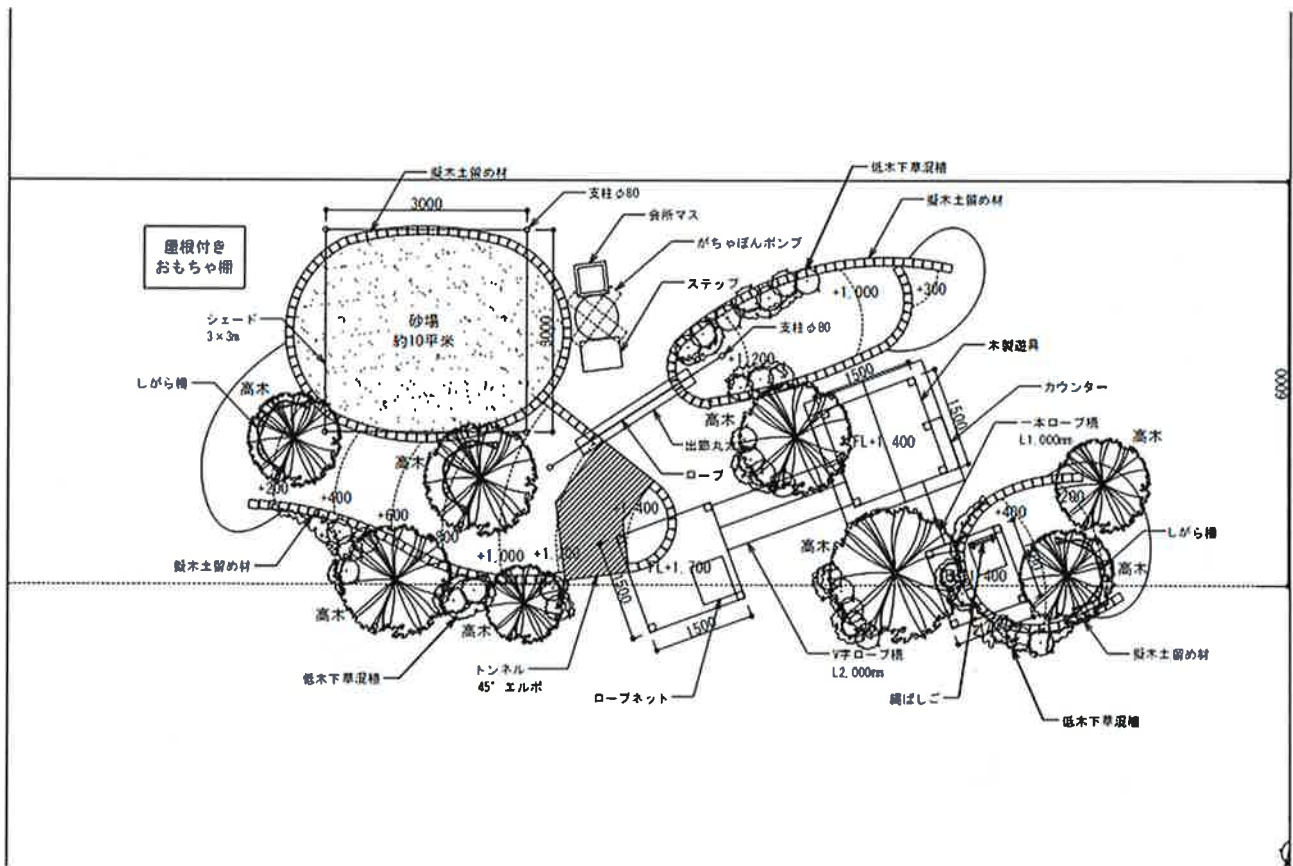 擬木土留め材
3000
支柱φ80
会所マス
がちゃぽんポンプ
ステップ
低木下草混植
擬木土留め材
屋根付き
おもちゃ棚
シェード
3×3m
砂場
約10平米
3000
+1,000
+300
支柱φ80
木製遊具
+1,200
1500
1500
カウンター
一本ロープ橋
L1,000mm
6000
しがら柵
高木
高木
高木
高木
FL+1,400
出節丸太
ロープ
+200
+400
+600
+1,400
+400
しがら柵
擬木土留め材
+1,000
高木
高木
高木
高木
FL+1,700
1500
1500
低木下草混植
トンネル
45°エルボ
ロープネット
V字ロープ橋
L2,000mm
縄ばしご
擬木土留め材
低木下草混植